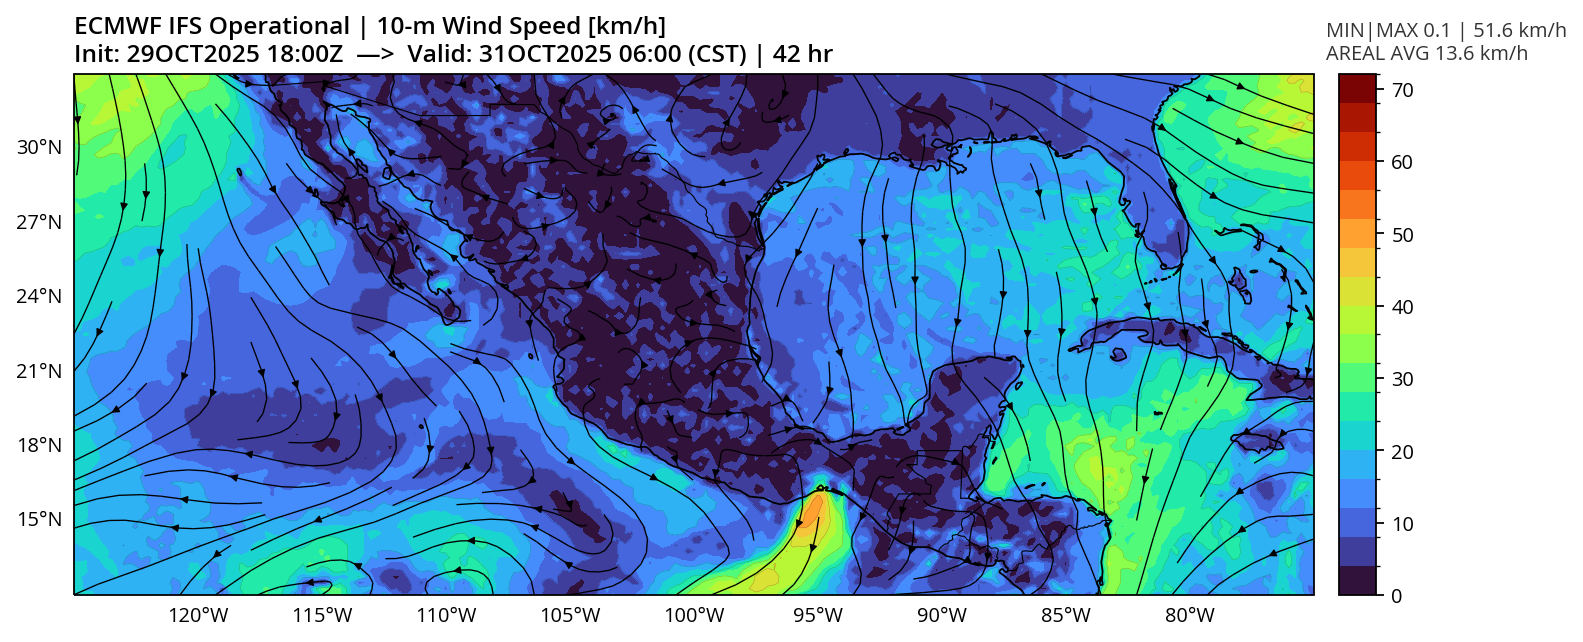 ECMWF IFS Operational | 10-m Wind Speed [km/h]
Init: 29OCT2025 18:00Z —> Valid: 31OCT2025 06:00 (CST) | 42 hr
MIN|MAX 0.1 | 51.6 km/h
AREAL AVG 13.6 km/h
30°N
27°N
24°N
21°N
18°N
15°N
120°W
115°W
110°W
105°W
100°W
95°W
90°W
85°W
80°W
70
60
50
40
30
20
10
0